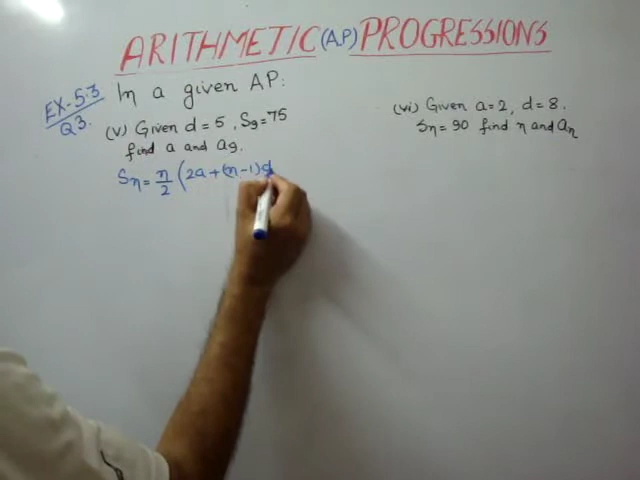 ARITHMETIC (A.P) PROGRESSIONS
EX-5.3
Q3.
In a given AP:
(v) Given d = 5, S9 = 75
find a and a9.
Sn = n/2 (2a + (n-1)d
(vi) Given a = 2, d = 8.
Sn = 90 find n and an